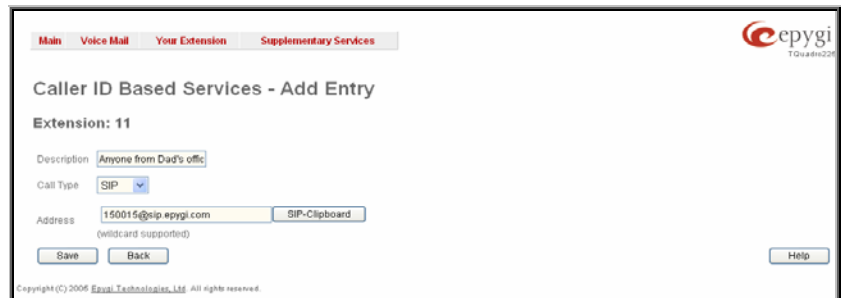 Main Voice Mail Your Extension Supplementary Services
epygi
TQuadro226
Caller ID Based Services - Add Entry
Extension: 11
Description Anyone from Dad's offic
Call Type SIP
Address 150015@sip.epygi.com SIP-Clipboard
(wildcard supported)
Save Back Help
Copyright (C) 2006 Epygi Technologies, Ltd. All rights reserved.